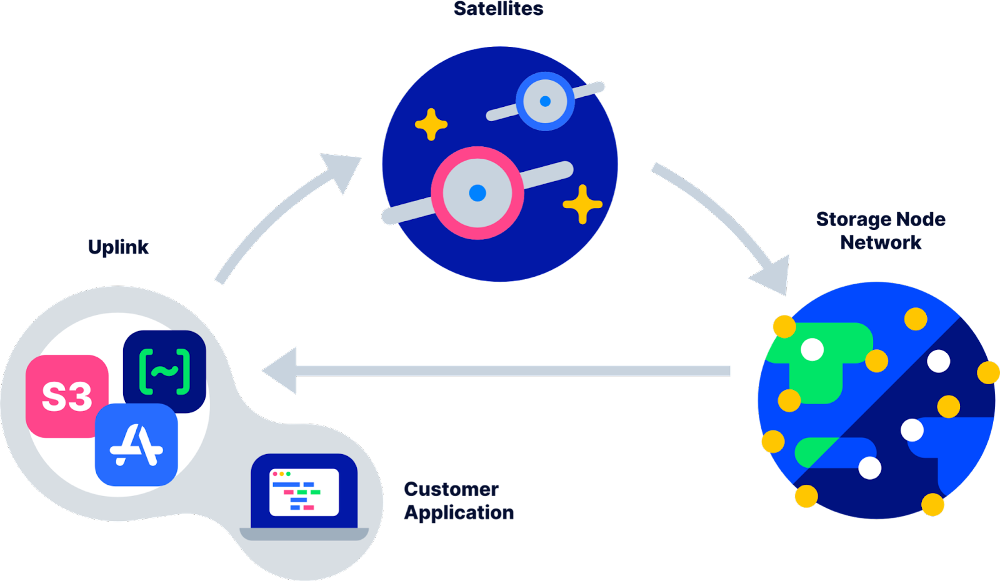 Satellites
Storage Node
Network
Uplink
S3
[~]
Customer
Application